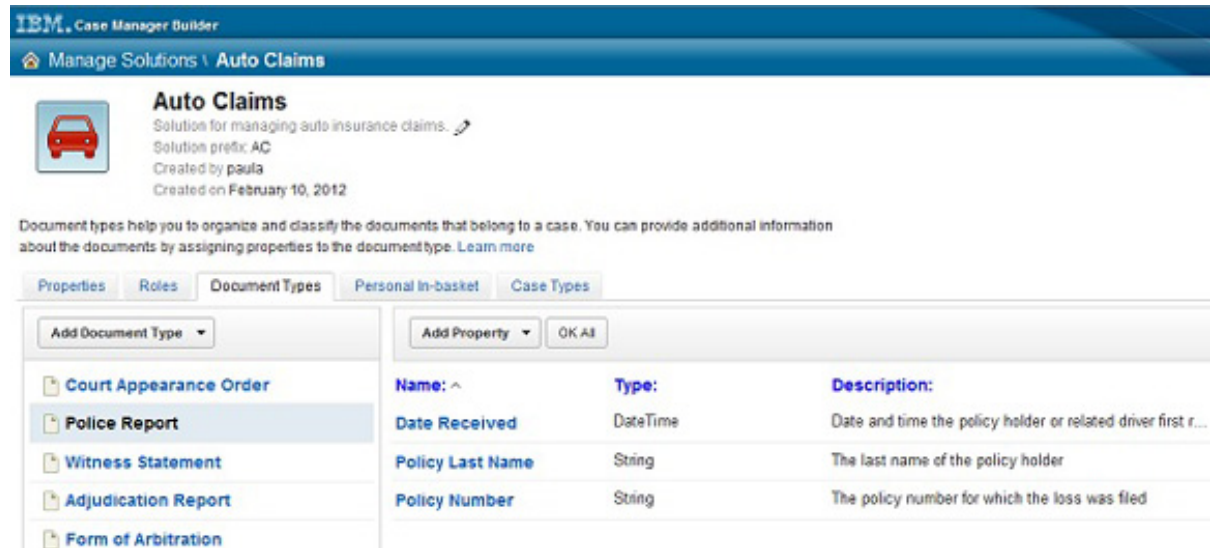 IBM. Case Manager Builder
Manage Solutions \ Auto Claims
Auto Claims
Solution for managing auto insurance claims.
Solution prefix: AC
Created by paula
Created on February 10, 2012
Document types help you to organize and classify the documents that belong to a case. You can provide additional information
about the documents by assigning properties to the document type. Learn more
Properties Roles Document Types Personal In-basket Case Types
Add Document Type Add Property OK All
Court Appearance Order Name: Type: Description:
Police Report Date Received DateTime Date and time the policy holder or related driver first r...
Witness Statement Policy Last Name String The last name of the policy holder
Adjudication Report Policy Number String The policy number for which the loss was filed
Form of Arbitration